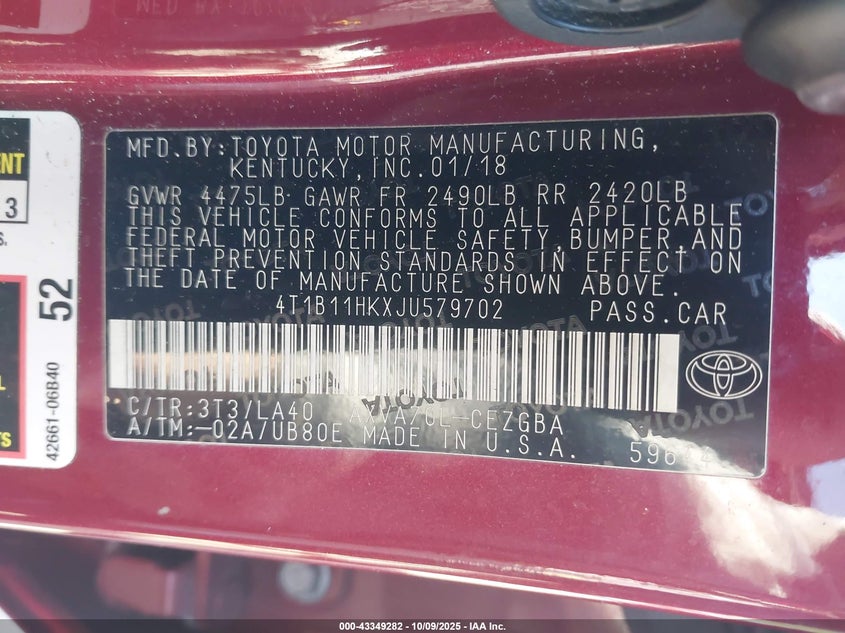 MFD.BY:TOYOTA MOTOR MANUFACTURING,
KENTUCKY,INC.01/18
GVWR 4475LB GAWR FR 2490LB RR 2420LB
THIS VEHICLE CONFORMS TO ALL APPLICABLE
FEDERAL MOTOR VEHICLE SAFETY,BUMPER,AND
THEFT PREVENTION STANDARDS IN EFFECT ON
THE DATE OF MANUFACTURE SHOWN ABOVE.
4T1B11HKXJU579702 PASS.CAR
C/TR:3T3/LA40
A/TM:-02A/UB80E MADE IN U.S.A.
52
42661-06B40
3
000-43349282 - 10/09/2025 - IAA Inc.